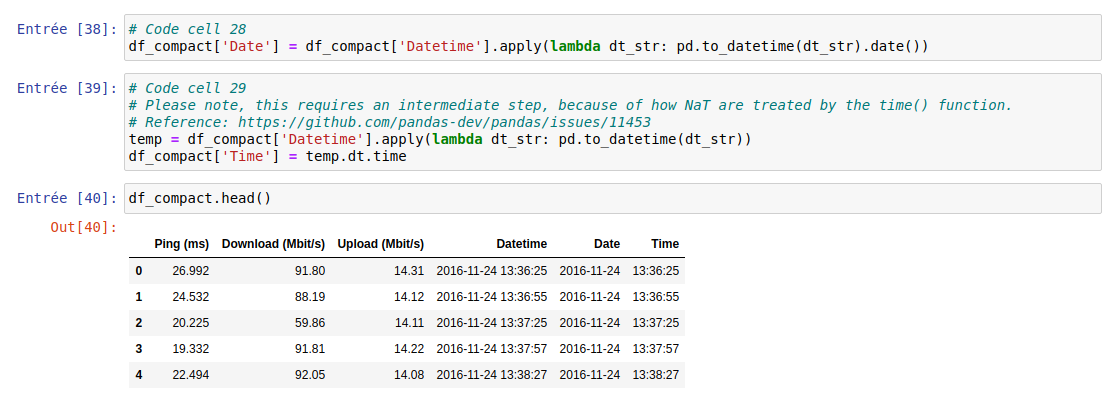 Entrée [38]: # Code cell 28
df_compact['Date'] = df_compact['Datetime'].apply(lambda dt_str: pd.to_datetime(dt_str).date())
Entrée [39]: # Code cell 29
# Please note, this requires an intermediate step, because of how NaT are treated by the time() function.
# Reference: https://github.com/pandas-dev/pandas/issues/11453
temp = df_compact['Datetime'].apply(lambda dt_str: pd.to_datetime(dt_str))
df_compact['Time'] = temp.dt.time
Entrée [40]: df_compact.head()
Out[40]:
Ping (ms) Download (Mbit/s) Upload (Mbit/s) Datetime Date Time
0 26.992 91.80 14.31 2016-11-24 13:36:25 2016-11-24 13:36:25
1 24.532 88.19 14.12 2016-11-24 13:36:55 2016-11-24 13:36:55
2 20.225 59.86 14.11 2016-11-24 13:37:25 2016-11-24 13:37:25
3 19.332 91.81 14.22 2016-11-24 13:37:57 2016-11-24 13:37:57
4 22.494 92.05 14.08 2016-11-24 13:38:27 2016-11-24 13:38:27